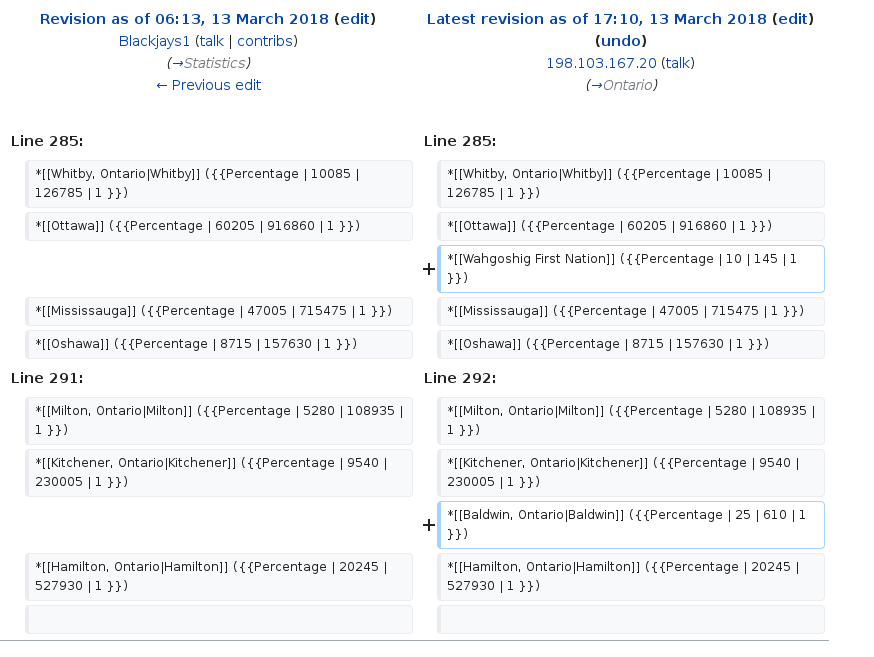 Revision as of 06:13, 13 March 2018 (edit)
Blackjays1 (talk | contribs)
(→Statistics)
← Previous edit
Latest revision as of 17:10, 13 March 2018 (edit)
(undo)
198.103.167.20 (talk)
(→Ontario)
Line 285:
Line 285:
*[[Whitby, Ontario|Whitby]] ({{Percentage | 10085 |
126785 | 1 }})
*[[Whitby, Ontario|Whitby]] ({{Percentage | 10085 |
126785 | 1 }})
*[[Ottawa]] ({{Percentage | 60205 | 916860 | 1 }})
*[[Ottawa]] ({{Percentage | 60205 | 916860 | 1 }})
+
*[[Wahgoshig First Nation]] ({{Percentage | 10 | 145 | 1
}})
*[[Mississauga]] ({{Percentage | 47005 | 715475 | 1 }})
*[[Mississauga]] ({{Percentage | 47005 | 715475 | 1 }})
*[[Oshawa]] ({{Percentage | 8715 | 157630 | 1 }})
*[[Oshawa]] ({{Percentage | 8715 | 157630 | 1 }})
Line 291:
Line 292:
*[[Milton, Ontario|Milton]] ({{Percentage | 5280 | 108935 |
1 }})
*[[Milton, Ontario|Milton]] ({{Percentage | 5280 | 108935 |
1 }})
*[[Kitchener, Ontario|Kitchener]] ({{Percentage | 9540 |
230005 | 1 }})
*[[Kitchener, Ontario|Kitchener]] ({{Percentage | 9540 |
230005 | 1 }})
+
*[[Baldwin, Ontario|Baldwin]] ({{Percentage | 25 | 610 | 1
}})
*[[Hamilton, Ontario|Hamilton]] ({{Percentage | 20245 |
527930 | 1 }})
*[[Hamilton, Ontario|Hamilton]] ({{Percentage | 20245 |
527930 | 1 }})